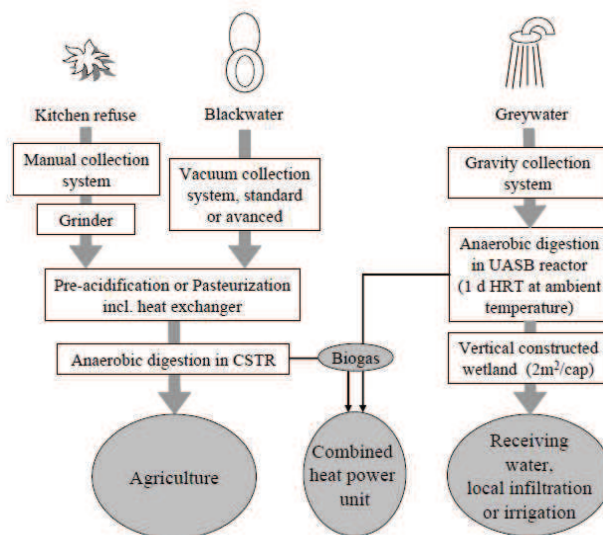 Kitchen refuse
Blackwater
Greywater
Manual collection
system
Grinder
Vacuum collection
system, standard
or avanced
Gravity collection
system
Pre-acidification or Pasteurization
incl. heat exchanger
Anaerobic digestion
in UASB reactor
(1 d HRT at ambient
temperature)
Anaerobic digestion in CSTR
Biogas
Vertical constructed
wetland (2m²/cap)
Agriculture
Combined
heat power
unit
Receiving
water,
local infiltration
or irrigation